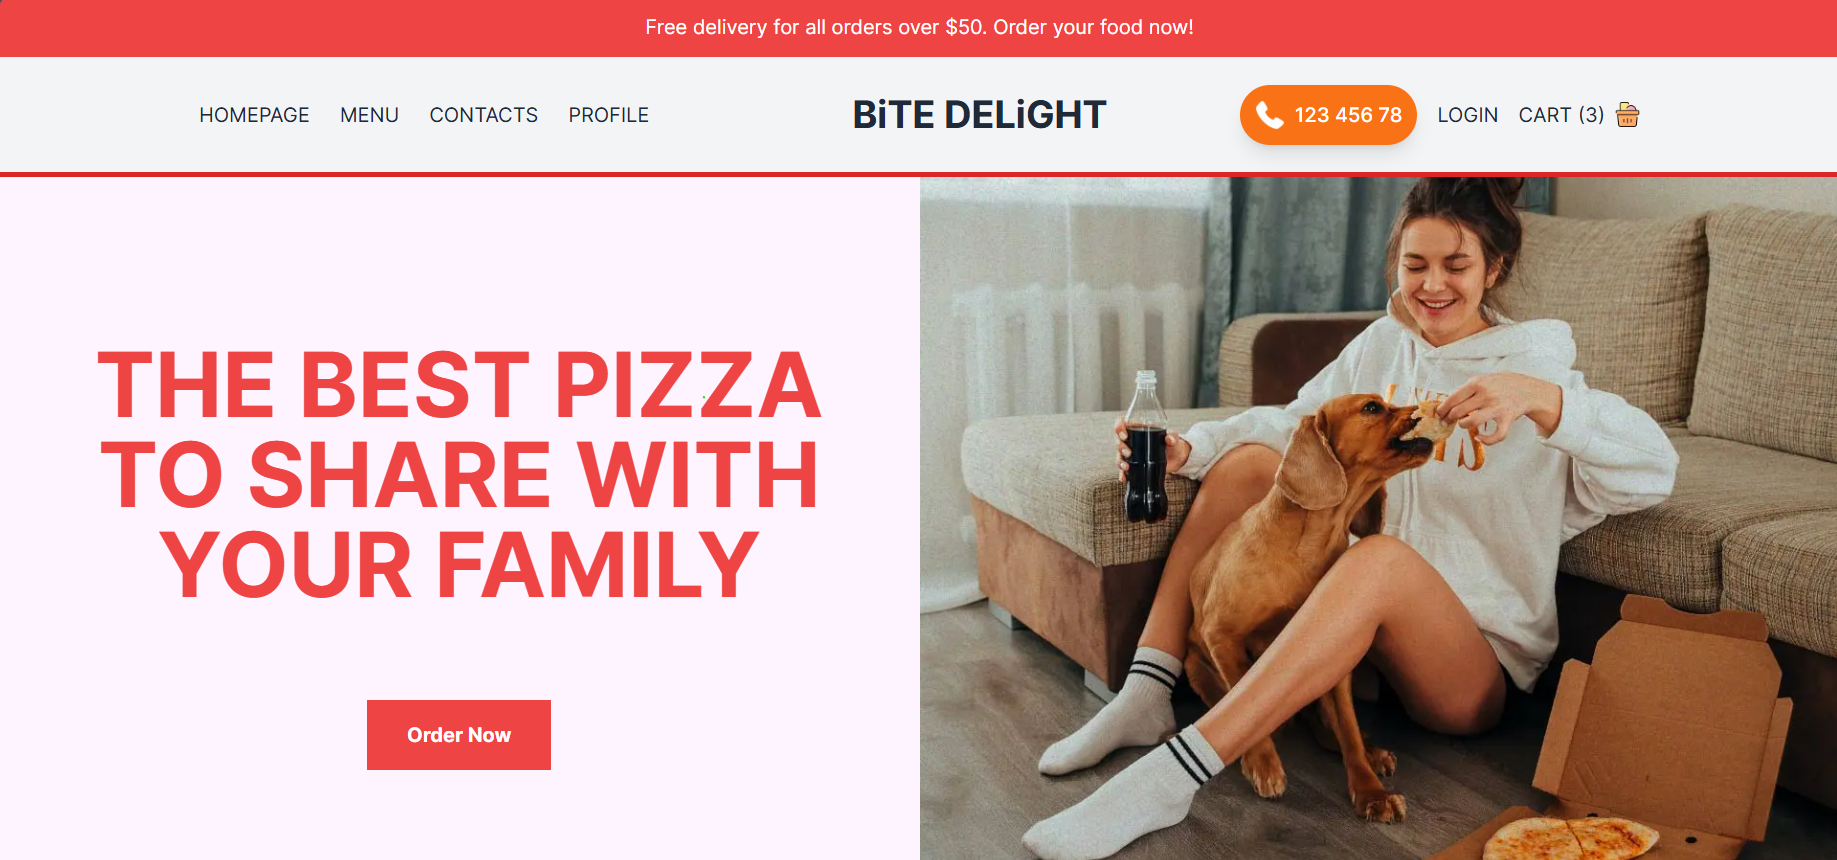 Free delivery for all orders over $50. Order your food now!
HOMEPAGE MENU CONTACTS PROFILE BiTE DELiGHT 123 456 78 LOGIN CART (3)
THE BEST PIZZA
TO SHARE WITH
YOUR FAMILY
Order Now